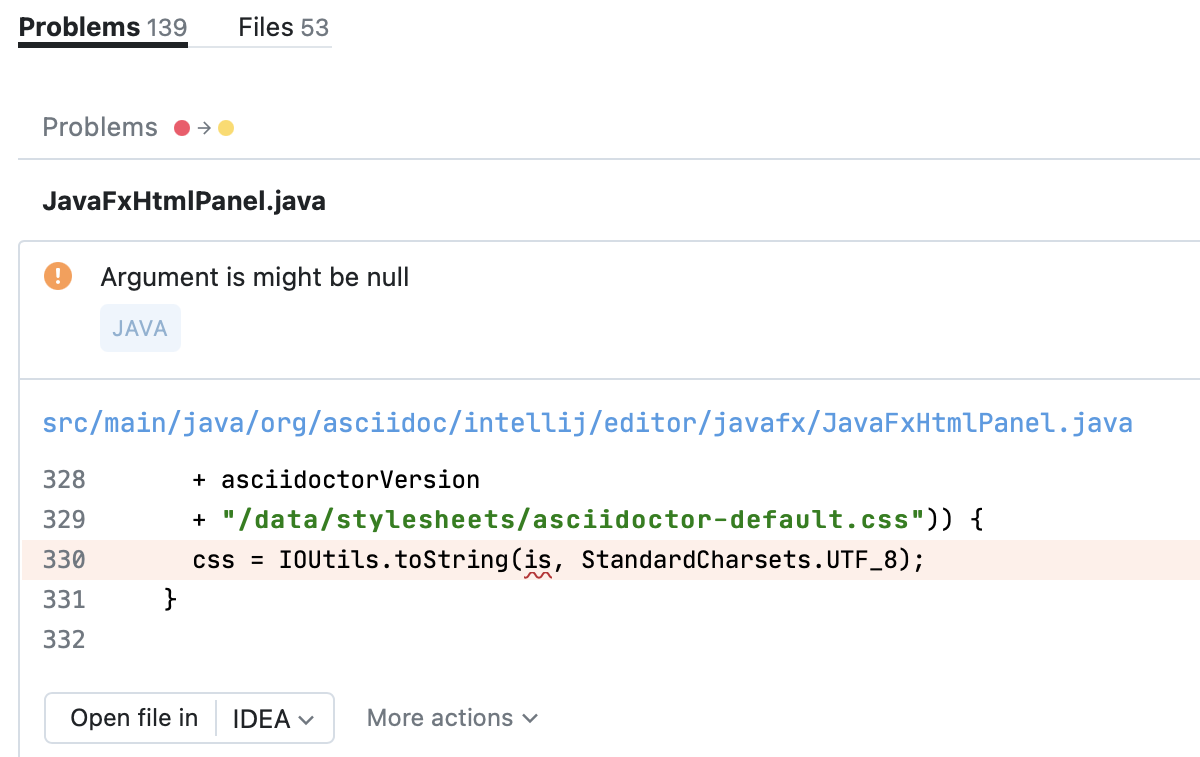 Problems 139 Files 53
Problems
JavaFxHtmlPanel.java
Argument is might be null
JAVA
src/main/java/org/asciidoc/intellij/editor/javafx/JavaFxHtmlPanel.java
328 + asciidoctorVersion
329 + "/data/stylesheets/asciidoctor-default.css")) {
330 css = IOUtils.toString(is, StandardCharsets.UTF_8);
331 }
332
Open file in IDEA More actions